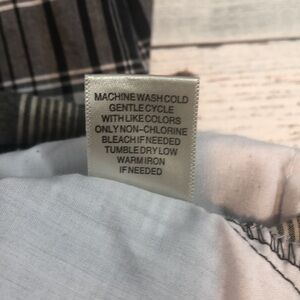 MACHINE WASH COLD
GENTLE CYCLE
WITH LIKE COLORS
ONLY NON-CHLORINE
BLEACH IF NEEDED
TUMBLE DRY LOW
WARM IRON
IF NEEDED